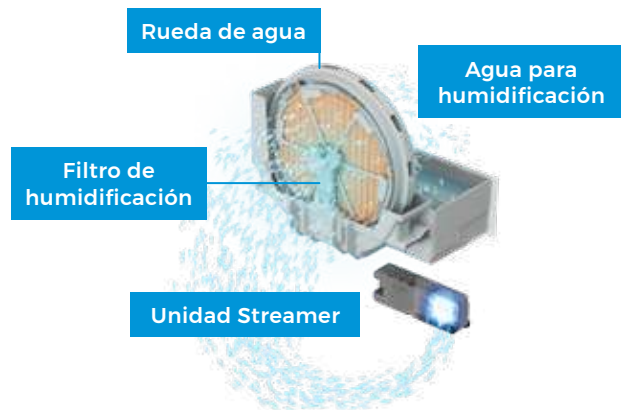 Rueda de agua
Agua para
humidificación
Filtro de
humidificación
Unidad Streamer